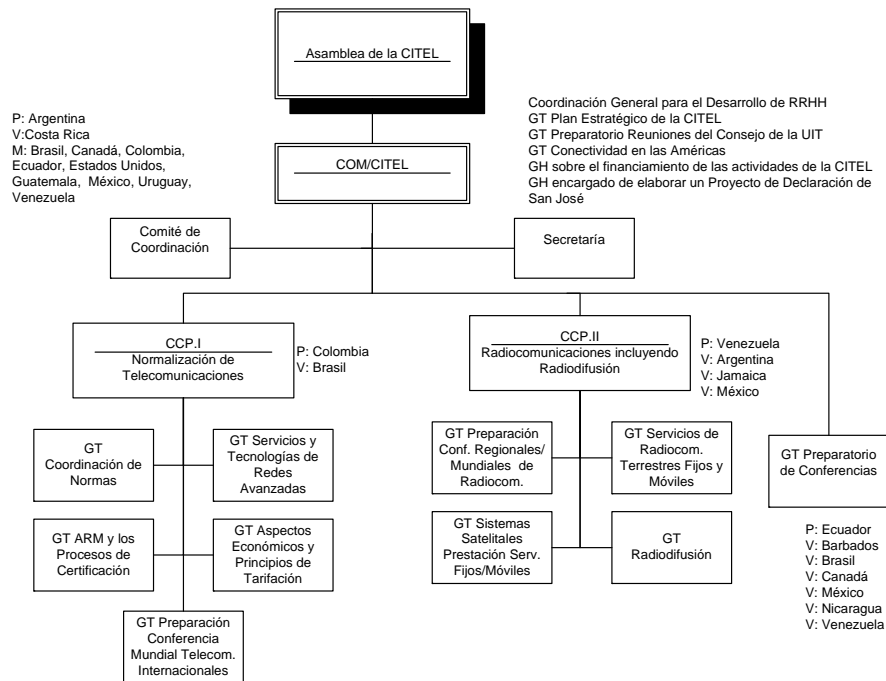 Asamblea de la CITEL
P: Argentina
V:Costa Rica
M: Brasil, Canadá, Colombia,
Ecuador, Estados Unidos,
Guatemala, México, Uruguay,
Venezuela
COM/CITEL
Coordinación General para el Desarrollo de RRHH
GT Plan Estratégico de la CITEL
GT Preparatorio Reuniones del Consejo de la UIT
GT Conectividad en las Américas
GH sobre el financiamiento de las actividades de la CITEL
GH encargado de elaborar un Proyecto de Declaración de
San José
Comité de
Coordinación
Secretaría
CCP.I
Normalización de
Telecomunicaciones
P: Colombia
V: Brasil
CCP.II
Radiocomunicaciones incluyendo
Radiodifusión
P: Venezuela
V: Argentina
V: Jamaica
V: México
GT
Coordinación de
Normas
GT Servicios y
Tecnologías de
Redes
Avanzadas
GT ARM y los
Procesos de
Certificación
GT Aspectos
Económicos y
Principios de
Tarifación
GT Preparación
Conferencia
Mundial Telecom.
Internacionales
GT Preparación
Conf. Regionales/
Mundiales de
Radiocom.
GT Servicios de
Radiocom.
Terrestres Fijos y
Móviles
GT Sistemas
Satelitales
Prestación Serv.
Fijos/Móviles
GT
Radiodifusión
GT Preparatorio
de Conferencias
P: Ecuador
V: Barbados
V: Brasil
V: Canadá
V: México
V: Nicaragua
V: Venezuela